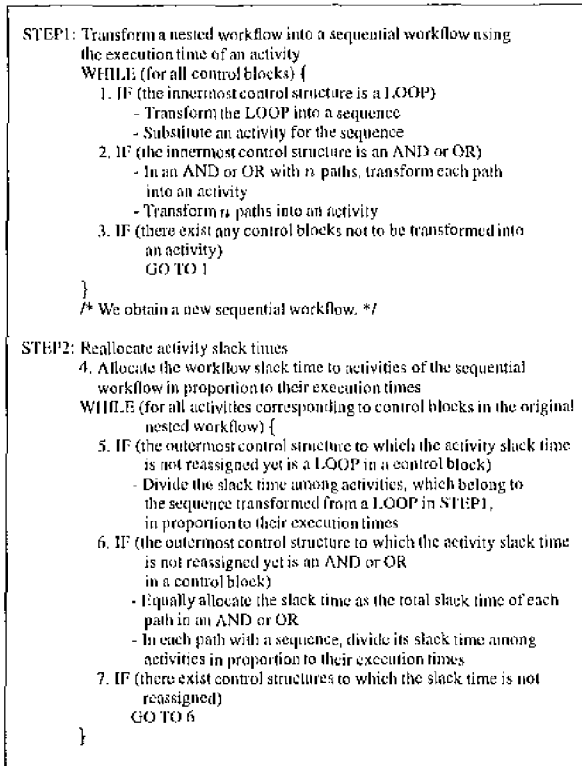 STEP1: Transform a nested workflow into a sequential workflow using
the execution time of an activity
WHILE (for all control blocks) {
1. IF (the innermost control structure is a LOOP)
- Transform the LOOP into a sequence
- Substitute an activity for the sequence
2. IF (the innermost control structure is an AND or OR)
- In an AND or OR with n paths, transform each path
into an activity
- Transform n paths into an activity
3. IF (there exist any control blocks not to be transformed into
an activity)
GO TO 1
}
/* We obtain a new sequential workflow. */
STEP2: Reallocate activity slack times
4. Allocate the workflow slack time to activities of the sequential
workflow in proportion to their execution times
WHILE (for all activities corresponding to control blocks in the original
nested workflow) {
5. IF (the outermost control structure to which the activity slack time
is not reassigned yet is a LOOP in a control block)
- Divide the slack time among activities, which belong to
the sequence transformed from a LOOP in STEP1,
in proportion to their execution times
6. IF (the outermost control structure to which the activity slack time
is not reassigned yet is an AND or OR
in a control block)
- Equally allocate the slack time as the total slack time of each
path in an AND or OR
- In each path with a sequence, divide its slack time among
activities in proportion to their execution times
7. IF (there exist control structures to which the slack time is not
reassigned)
GO TO 6
}